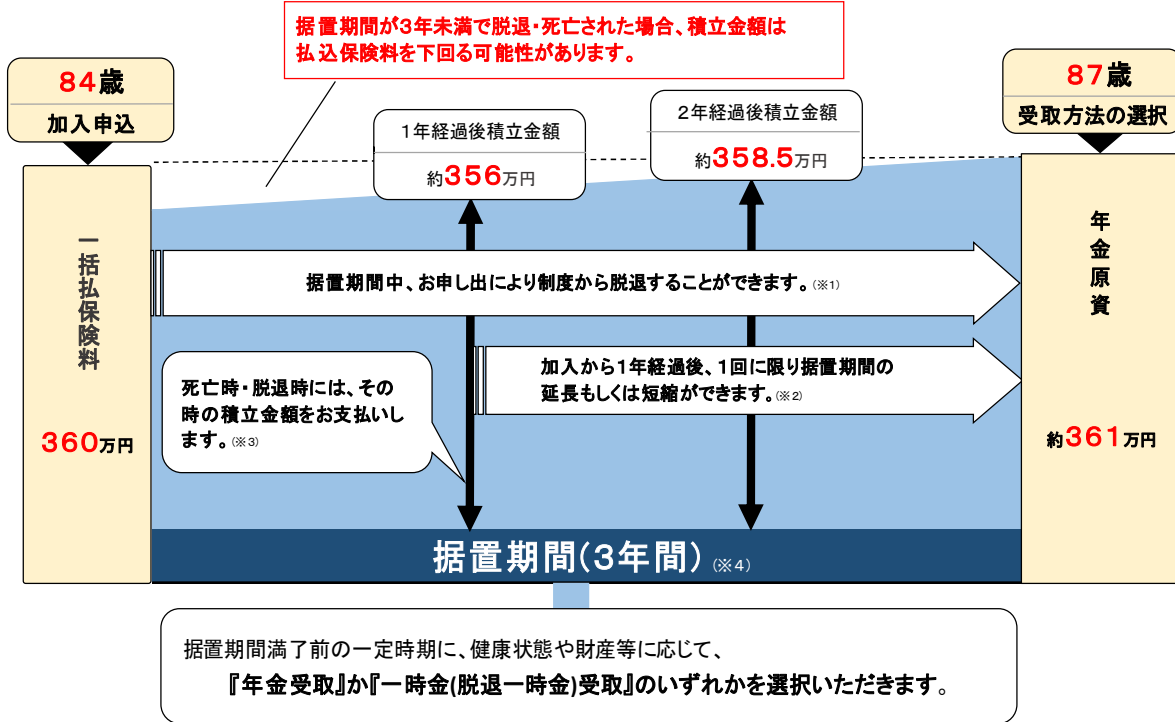 据置期間が3年未満で脱退・死亡された場合、積立金額は
払込保険料を下回る可能性があります。
84歳
加入申込
87歳
受取方法の選択
1年経過後積立金額
約356万円
2年経過後積立金額
約358.5万円
一括払保険料
360万円
年金原資
約361万円
据置期間中、お申し出により制度から脱退することができます。(※1)
加入から1年経過後、1回に限り据置期間の
延長もしくは短縮ができます。(※2)
死亡時・脱退時には、その
時の積立金額をお支払いし
ます。(※3)
据置期間(3年間)(※4)
据置期間満了前の一定時期に、健康状態や財産等に応じて、
『年金受取』か『一時金(脱退一時金)受取』のいずれかを選択いただきます。